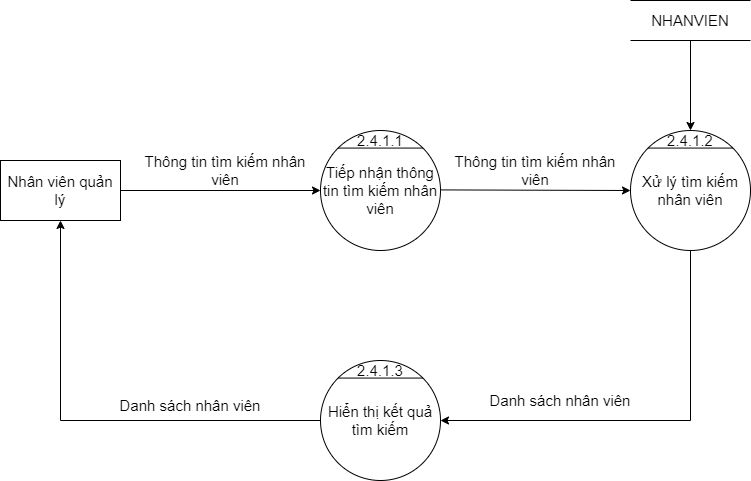 NHANVIEN
2.4.1.1
2.4.1.2
Thông tin tìm kiếm nhân
viên
Thông tin tìm kiếm nhân
viên
Nhân viên quản
lý
Tiếp nhận thông
tin tìm kiếm nhân
viên
Xử lý tìm kiếm
nhân viên
2.4.1.3
Danh sách nhân viên
Hiển thị kết quả
tìm kiếm
Danh sách nhân viên